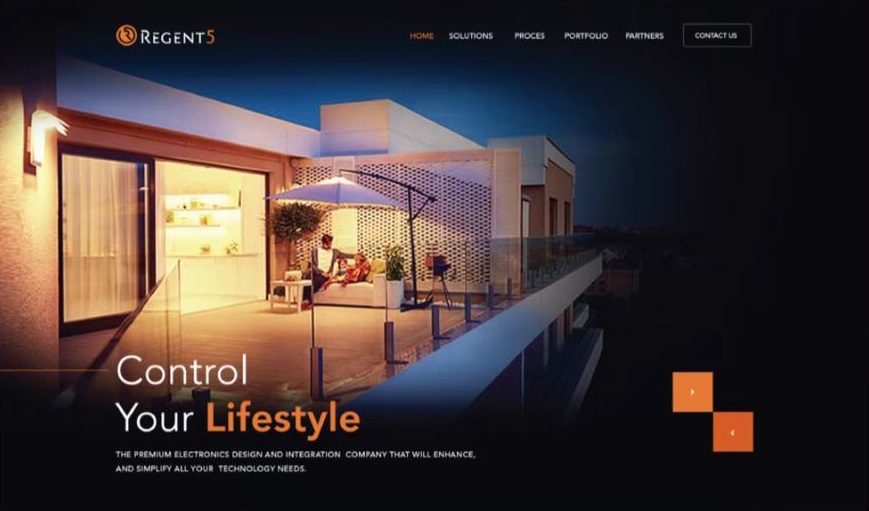 REGENT5
HOME SOLUTIONS PROCES PORTFOLIO PARTNERS CONTACT US
Control
Your Lifestyle
THE PREMIUM ELECTRONICS DESIGN AND INTEGRATION COMPANY THAT WILL ENHANCE,
AND SIMPLIFY ALL YOUR TECHNOLOGY NEEDS.